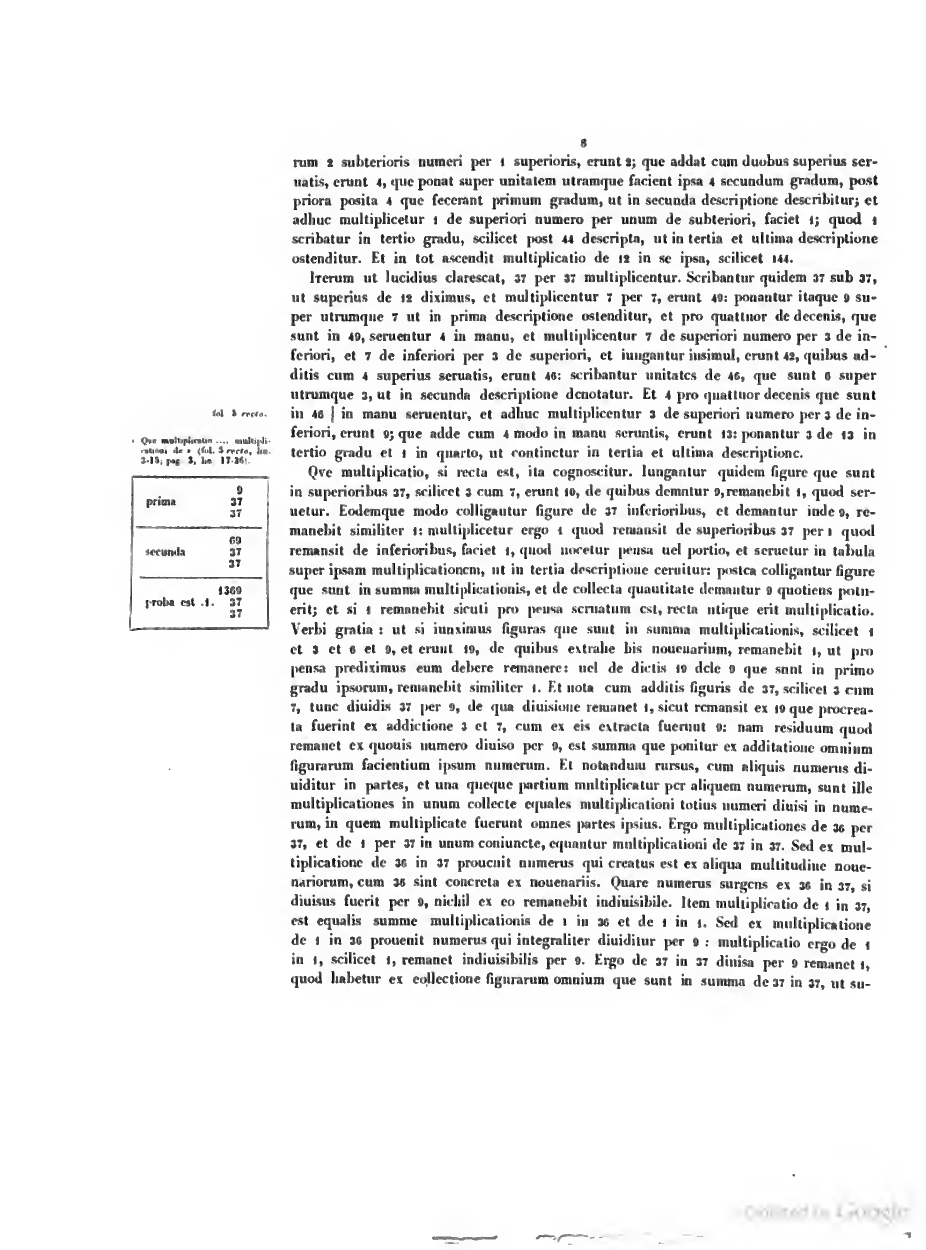 8
rum 2 subterioris numeri per 1 superioris, erunt 2; que addat cum duobus superius ser-
uatis, erunt 4, que ponat super unitatem utramque facient ipsa 4 secundum gradum, post
priora posita 4 que fecerant primum gradum, ut in secunda descriptione describitur; et
adhuc multiplicetur 1 de superiori numero per unum de subteriori, faciet 1; quod 1
scribatur in tertio gradu, scilicet post 44 descripta, ut in tertia et ultima descriptione
ostenditur. Et in tot ascendit multiplicatio de 12 in se ipsa, scilicet 144.
Iterum ut lucidius clarescat, 37 per 37 multiplicentur. Scribantur quidem 37 sub 37,
ut superius de 12 diximus, et multiplicentur 7 per 7, erunt 49: ponantur itaque 9 su-
per utrumque 7 ut in prima descriptione ostenditur, et pro quattuor de decenis, que
sunt in 49, seruentur 4 in manu, et multiplicentur 7 de superiori numero per 3 de in-
feriori, et 7 de inferiori per 3 de superiori, et iungantur insimul, erunt 42, quibus ad-
ditis cum 4 superius seruatis, erunt 46: scribantur unitates de 46, que sunt 6 super
utrumque 3, ut in secunda descriptione denotatur. Et 4 pro quattuor decenis que sunt
fol. 5 recto.
in 46 | in manu seruentur, et adhuc multiplicentur 3 de superiori numero per 3 de in-
feriori, erunt 9; que adde cum 4 modo in manu seruatis, erunt 13: ponantur 3 de 13 in
tertio gradu et 1 in quarto, ut continetur in tertia et ultima descriptione.
« Qve multiplicatio .... multipli-
cationi de » (fol. 5 recto, lin.
3-15; pag. 8, lin. 17-36).
prima
9
37
37
secunda
69
37
37
1369
proba est .1. 37
37
Qve multiplicatio, si recta est, ita cognoscitur. Iungantur quidem figure que sunt
in superioribus 37, scilicet 3 cum 7, erunt 10, de quibus demntur 9, remanebit 1, quod ser-
uetur. Eodemque modo colligautur figure de 37 inferioribus, et demantur inde 9, re-
manebit similiter 1: multiplicetur ergo 1 quod remansit de superioribus 37 per 1 quod
remansit de inferioribus, faciet 1, quod uocetur pensa uel portio, et seruetur in tabula
super ipsam multiplicationem, ut in tertia descriptione cernitur: postea colligantur figure
que sunt in summa multiplicationis, et de collecta quautitate demautur 9 quotiens potu-
erit; et si 1 remanebit sicuti pro pensa seruatum est, recta utique erit multiplicatio.
Verbi gratia : ut si iunximus figuras que sunt in summa multiplicationis, scilicet 1
et 3 et 6 et 9, et erunt 19, de quibus extrahe bis nouenarium, remanebit 1, ut pro
pensa prediximus eum debere remanere: uel de dictis 19 dele 9 que sunt in primo
gradu ipsorum, remanebit similiter 1. Et nota cum additis figuris de 37, scilicet 3 cum
7, tunc diuidis 37 per 9, de qua diuisione remanet 1, sicut remansit ex 19 que procrea-
ta fuerint ex addictione 3 et 7, cum ex eis extracta fuerunt 9: nam residuum quod
remanet ex quouis numero diuiso per 9, est summa que ponitur ex additatione omnium
figurarum facientium ipsum numerum. Et notandum rursus, cum aliquis numerus di-
uiditur in partes, et una queque partium multiplicatur per aliquem numerum, sunt ille
multiplicationes in unum collecte equales multiplicationi totius numeri diuisi in nume-
rum, in quem multiplicate fuerunt omnes partes ipsius. Ergo multiplicationes de 36 per
37, et de 1 per 37 in unum coniuncte, equantur multiplicationi de 37 in 37. Sed ex mul-
tiplicatione de 36 in 37 prouenit numerus qui creatus est ex aliqua multitudine noue-
nariorum, cum 36 sint concreta ex nouenariis. Quare numerus surgens ex 36 in 37, si
diuisus fuerit per 9, nichil ex eo remanebit indiuisibile. Item multiplicatio de 1 in 37,
est equalis summe multiplicationis de 1 in 36 et de 1 in 1. Sed ex multiplicatione
de 1 in 36 prouenit numerus qui integraliter diuiditur per 9 : multiplicatio ergo de 1
in 1, scilicet 1, remanet indiuisibilis per 9. Ergo de 37 in 37 diuisa per 9 remanet 1,
quod habetur ex collectione figurarum omnium que sunt in summa de 37 in 37, ut su-
Digitized by Google